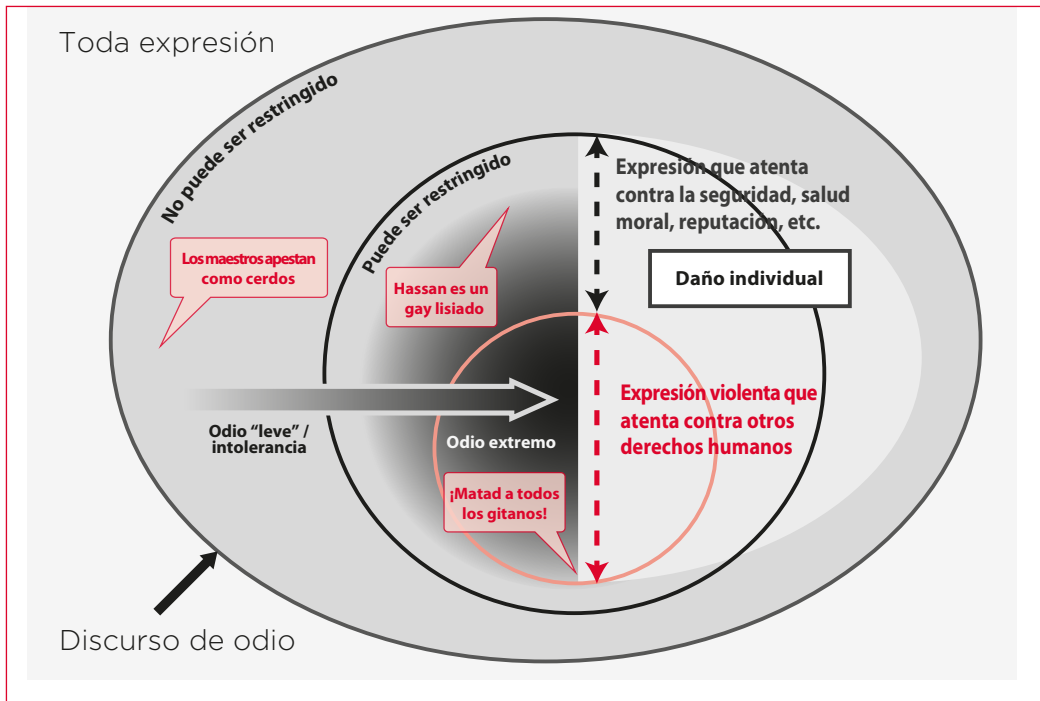 Toda expresión
No puede ser restringido
Puede ser restringido
Expresión que atenta
contra la seguridad, salud
moral, reputación, etc.
Los maestros apestan
como cerdos
Hassan es un
gay lisiado
Daño individual
Expresión violenta que
atenta contra otros
derechos humanos
Odio "leve" /
intolerancia
Odio extremo
¡Matad a todos
los gitanos!
Discurso de odio